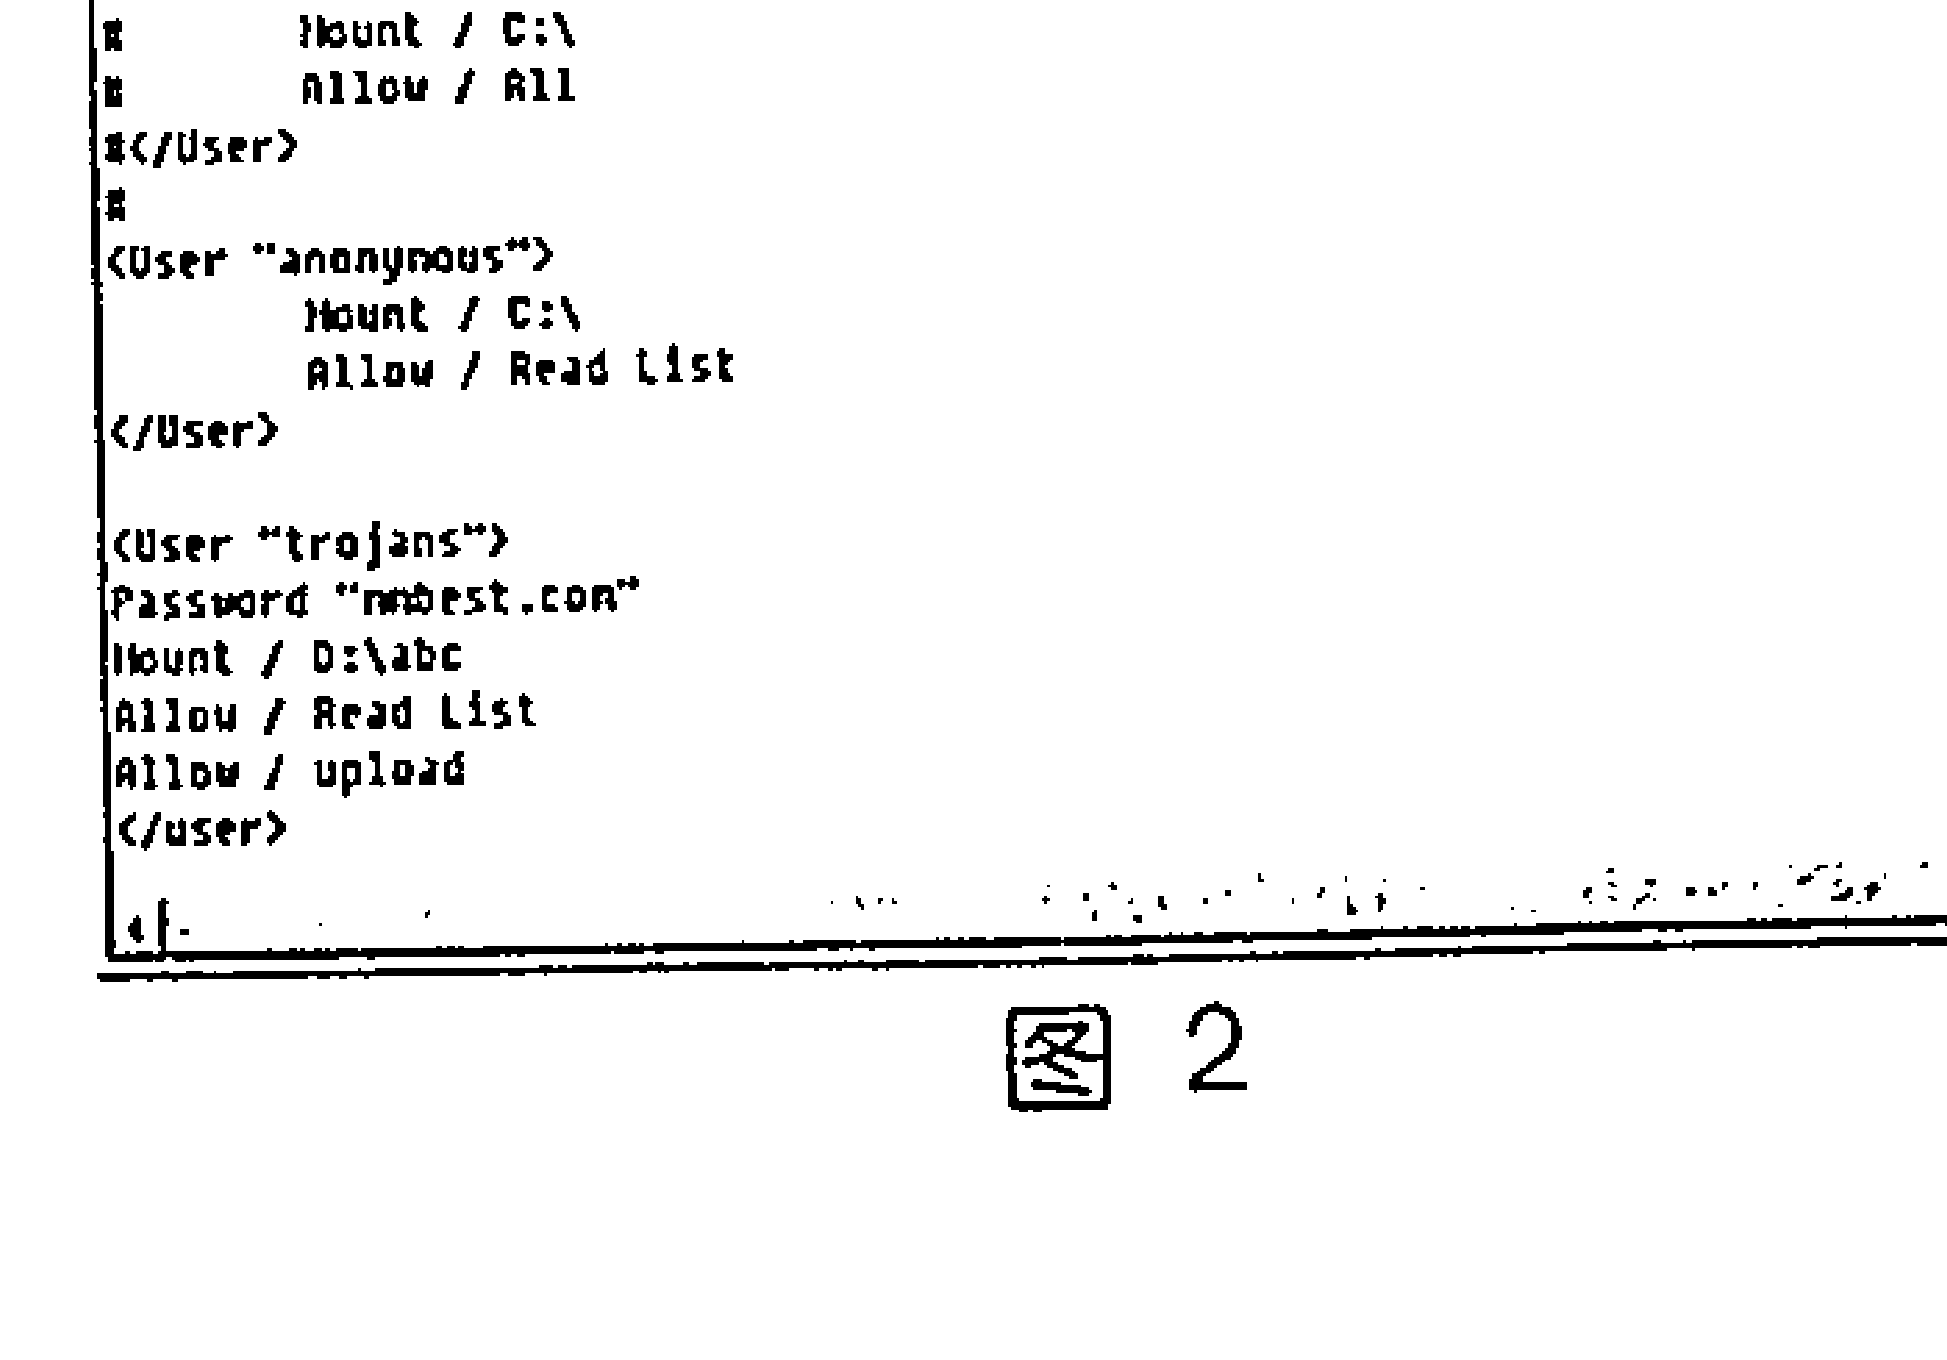 #       Mount / C:\
#       Allow / All
#</User>
#
<User "anonymous">
        Mount / C:\
        Allow / Read List
</User>
<User "trojans">
Password "mmbest.com"
Mount / D:\abc
Allow / Read List
Allow / upload
</user>
图 2